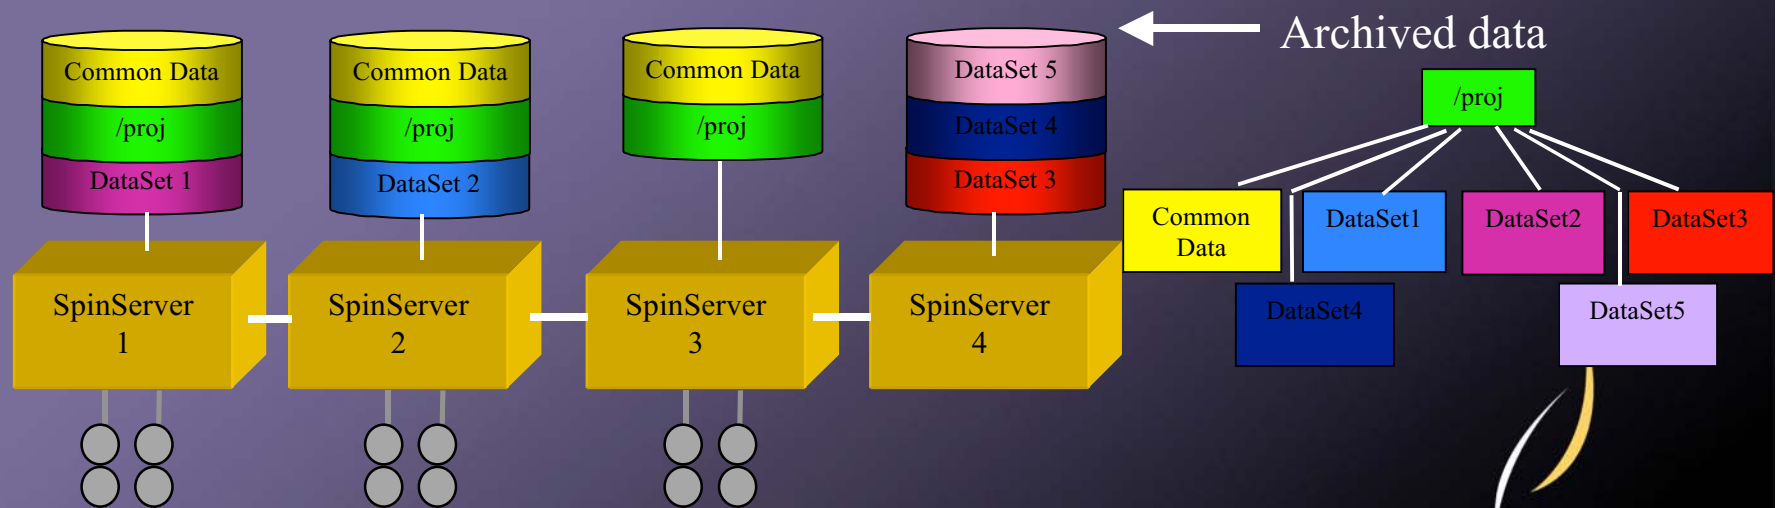 Archived data
Common Data
/proj
DataSet 1
Common Data
/proj
DataSet 2
Common Data
/proj
DataSet 5
DataSet 4
DataSet 3
SpinServer
1
SpinServer
2
SpinServer
3
SpinServer
4
/proj
Common
Data
DataSet1
DataSet2
DataSet3
DataSet4
DataSet5